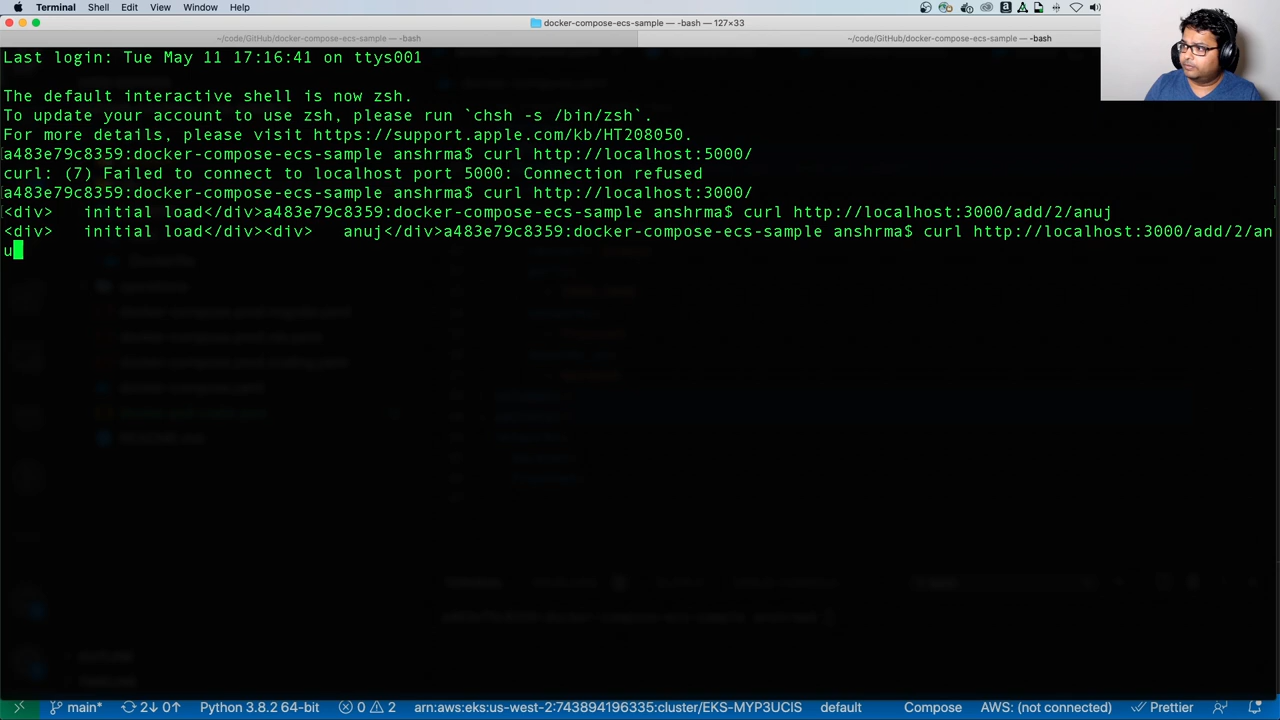 Terminal Shell Edit View Window Help
docker-compose-ecs-sample — -bash — 127×33
~/code/GitHub/docker-compose-ecs-sample — -bash
~/code/GitHub/docker-compose-ecs-sample — -bash
Last login: Tue May 11 17:16:41 on ttys001
The default interactive shell is now zsh.
To update your account to use zsh, please run `chsh -s /bin/zsh`.
For more details, please visit https://support.apple.com/kb/HT208050.
a483e79c8359:docker-compose-ecs-sample anshrma$ curl http://localhost:5000/
curl: (7) Failed to connect to localhost port 5000: Connection refused
a483e79c8359:docker-compose-ecs-sample anshrma$ curl http://localhost:3000/
<div>   initial load</div>a483e79c8359:docker-compose-ecs-sample anshrma$ curl http://localhost:3000/add/2/anuj
<div>   initial load</div><div>   anuj</div>a483e79c8359:docker-compose-ecs-sample anshrma$ curl http://localhost:3000/add/2/an
u
main* 2↓ 0↑ Python 3.8.2 64-bit 0 2 arn:aws:eks:us-west-2:743894196335:cluster/EKS-MYP3UCIS default Compose AWS: (not connected) Prettier